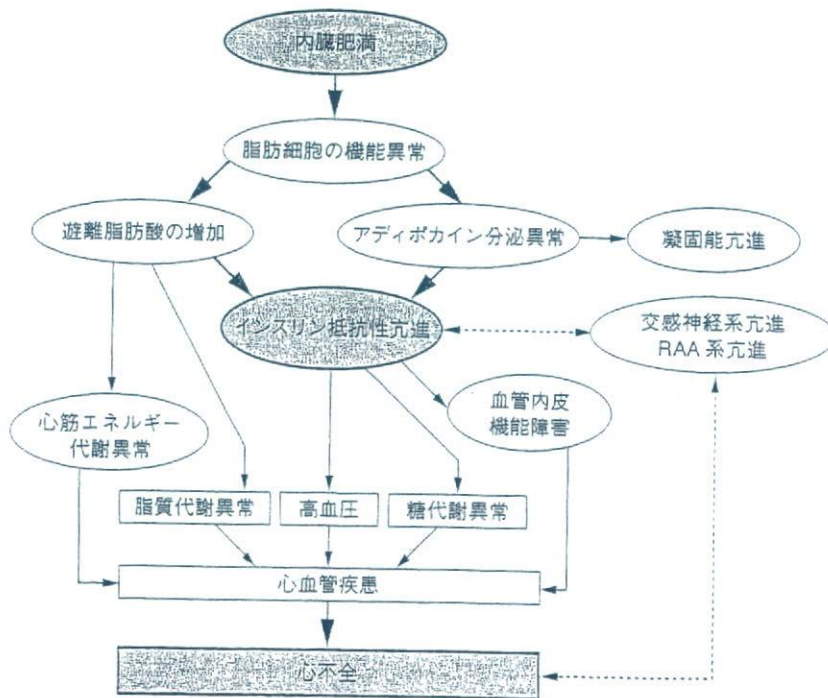 内臓肥満
脂肪細胞の機能異常
遊離脂肪酸の増加
アディポカイン分泌異常
凝固能亢進
インスリン抵抗性亢進
交感神経系亢進
RAA 系亢進
心筋エネルギー
代謝異常
血管内皮
機能障害
脂質代謝異常
高血圧
糖代謝異常
心血管疾患
心不全